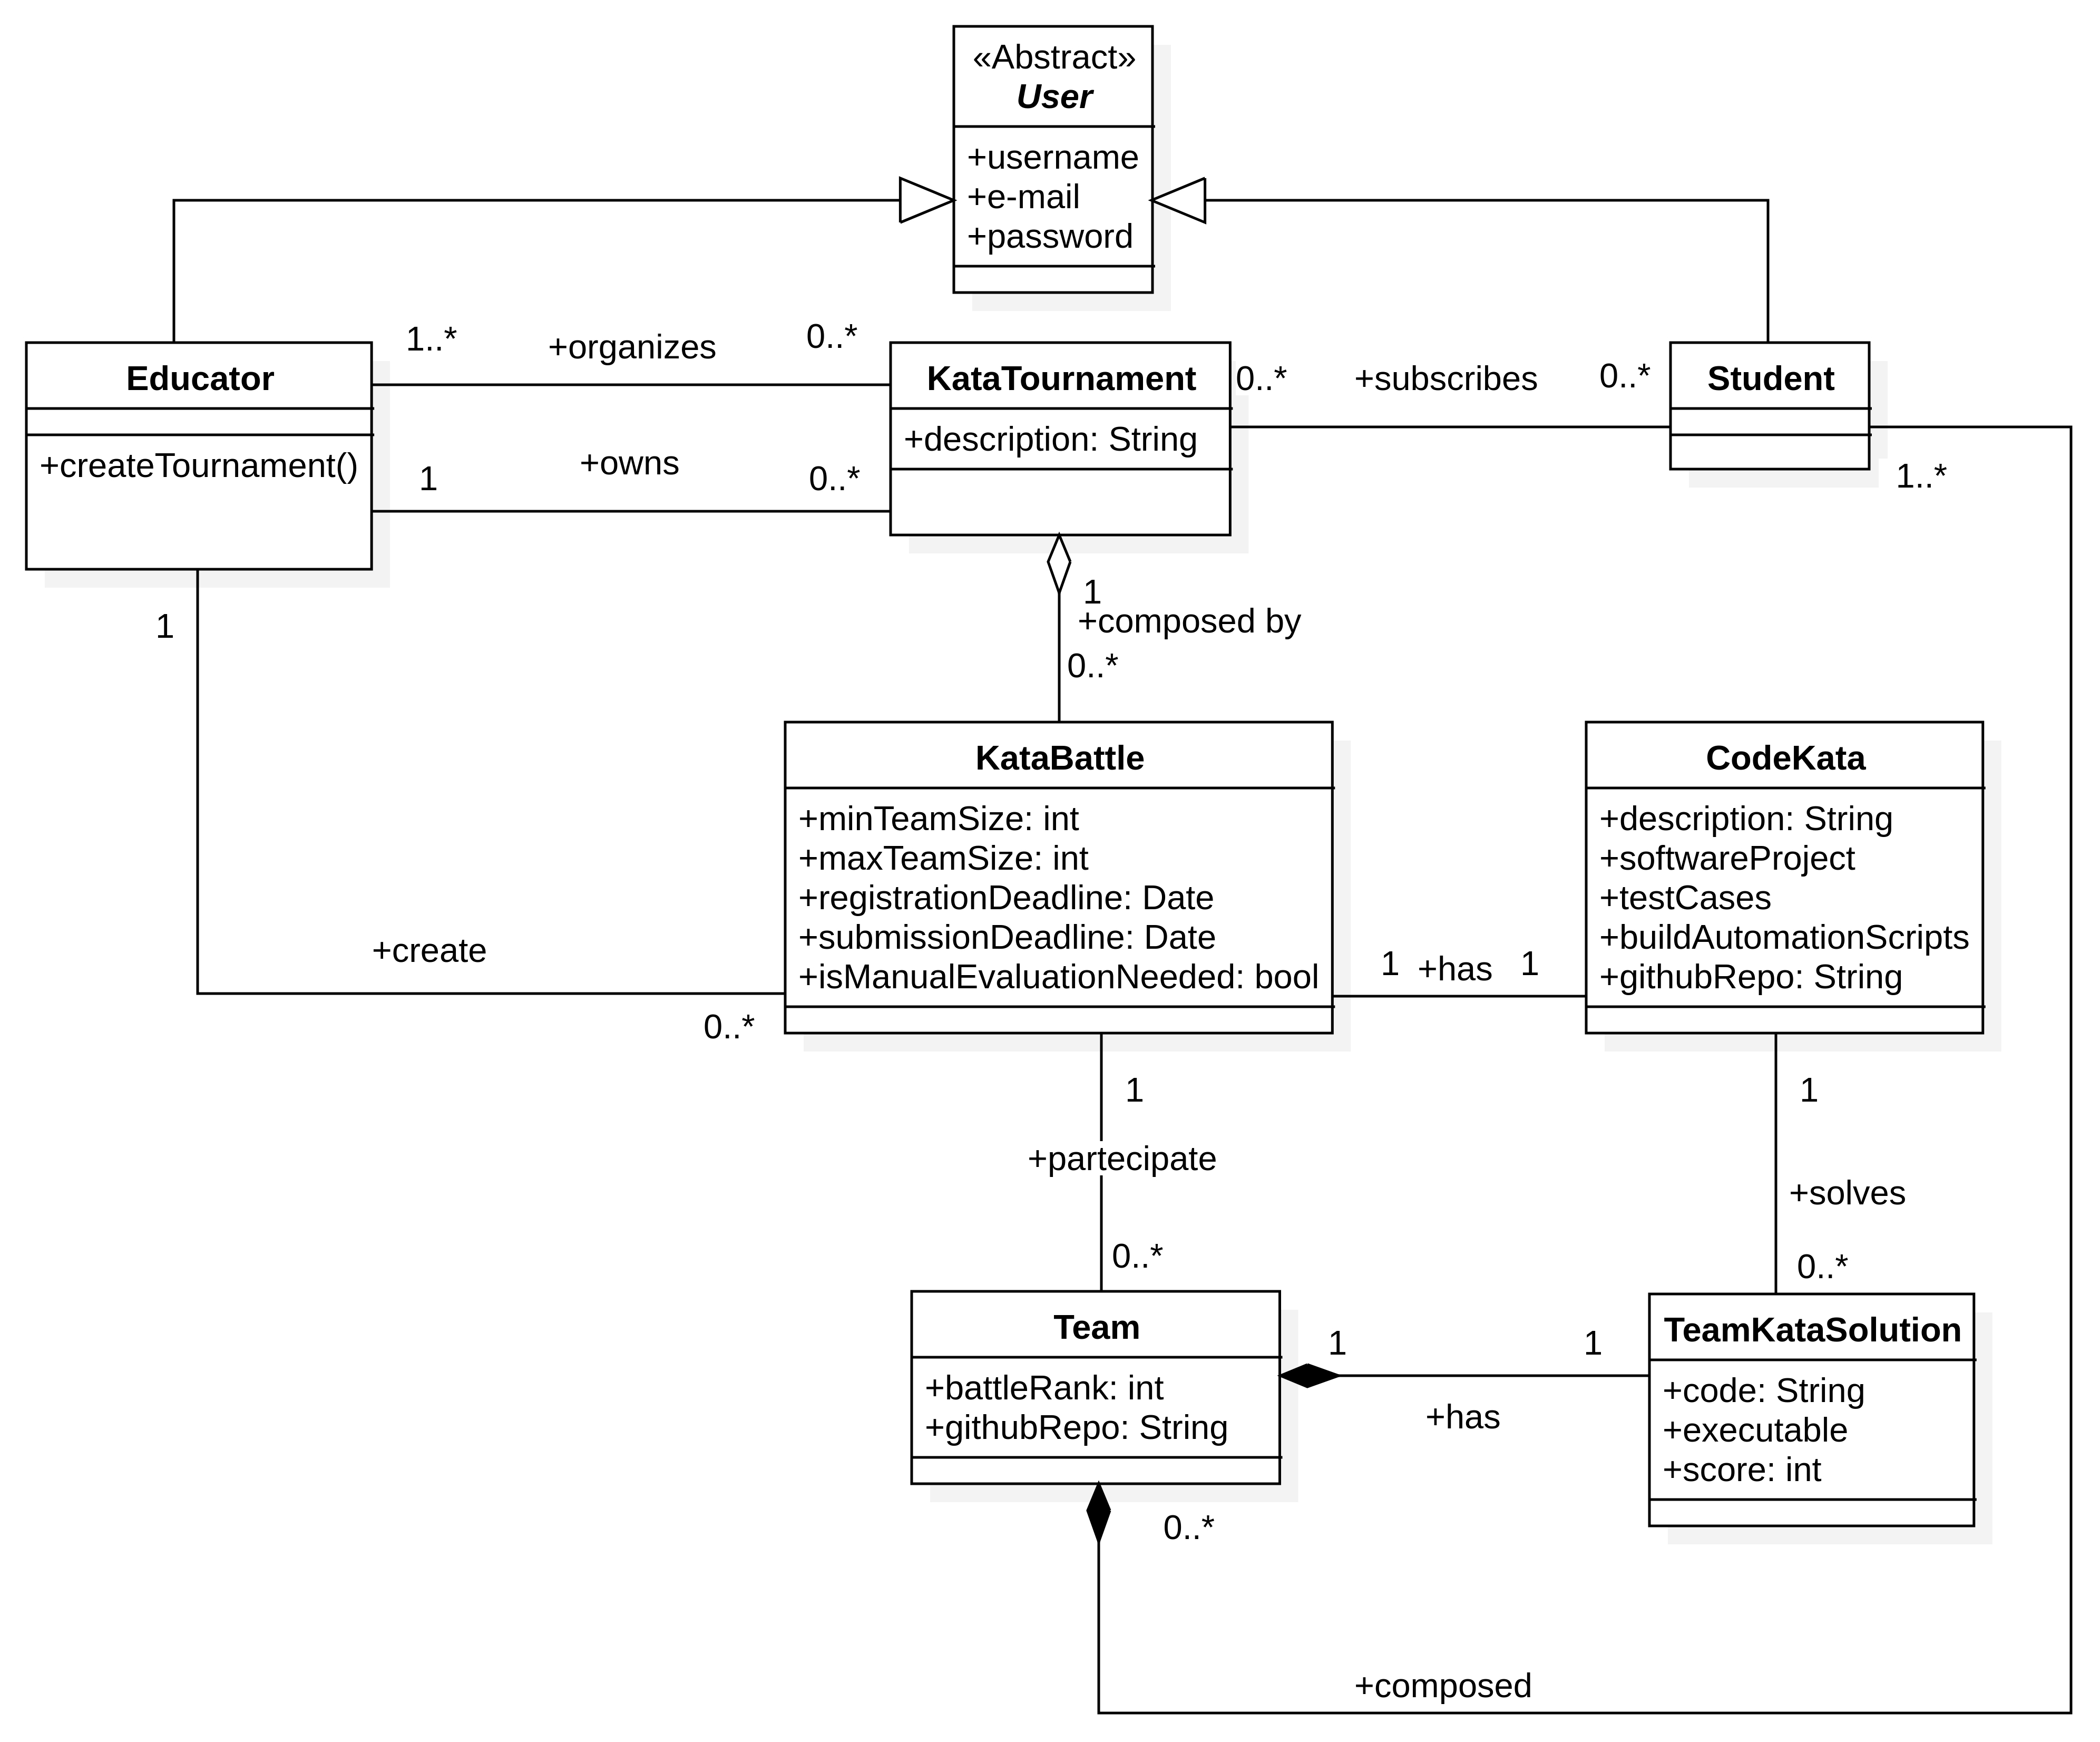 «Abstract»
User
+username
+e-mail
+password
1..*
+organizes
0..*
Educator
+createTournament()
KataTournament
+description: String
0..*
+subscribes
0..*
Student
1
+owns
0..*
1..*
1
+composed by
0..*
1
+create
0..*
KataBattle
+minTeamSize: int
+maxTeamSize: int
+registrationDeadline: Date
+submissionDeadline: Date
+isManualEvaluationNeeded: bool
1
+has
1
CodeKata
+description: String
+softwareProject
+testCases
+buildAutomationScripts
+githubRepo: String
1
+partecipate
0..*
1
+solves
0..*
Team
+battleRank: int
+githubRepo: String
1
+has
1
TeamKataSolution
+code: String
+executable
+score: int
0..*
+composed